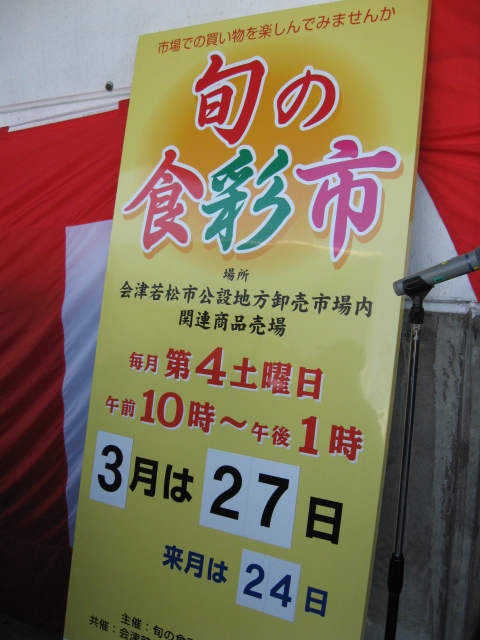 市場での買い物を楽しんでみませんか
旬の
食彩市
場所
会津若松市公設地方卸売市場内
関連商品売場
毎月 第4土曜日
午前10時～午後1時
3月は27日
来月は24日
主催：旬の食
共催：会津若